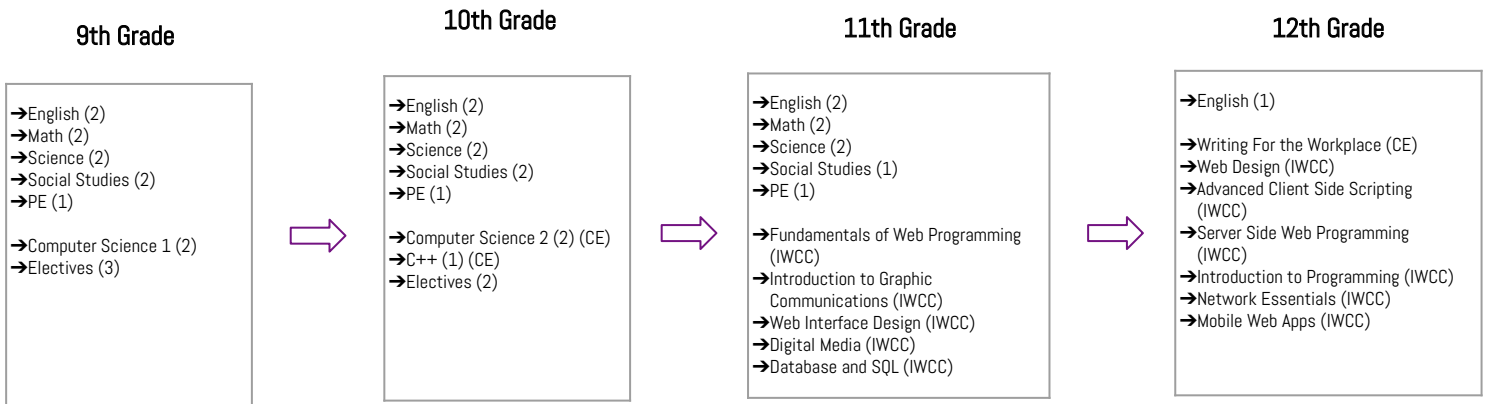 9th Grade
➔English (2)
➔Math (2)
➔Science (2)
➔Social Studies (2)
➔PE (1)
➔Computer Science 1 (2)
➔Electives (3)
10th Grade
➔English (2)
➔Math (2)
➔Science (2)
➔Social Studies (2)
➔PE (1)
➔Computer Science 2 (2) (CE)
➔C++ (1) (CE)
➔Electives (2)
11th Grade
➔English (2)
➔Math (2)
➔Science (2)
➔Social Studies (1)
➔PE (1)
➔Fundamentals of Web Programming
(IWCC)
➔Introduction to Graphic
Communications (IWCC)
➔Web Interface Design (IWCC)
➔Digital Media (IWCC)
➔Database and SQL (IWCC)
12th Grade
➔English (1)
➔Writing For the Workplace (CE)
➔Web Design (IWCC)
➔Advanced Client Side Scripting
(IWCC)
➔Server Side Web Programming
(IWCC)
➔Introduction to Programming (IWCC)
➔Network Essentials (IWCC)
➔Mobile Web Apps (IWCC)